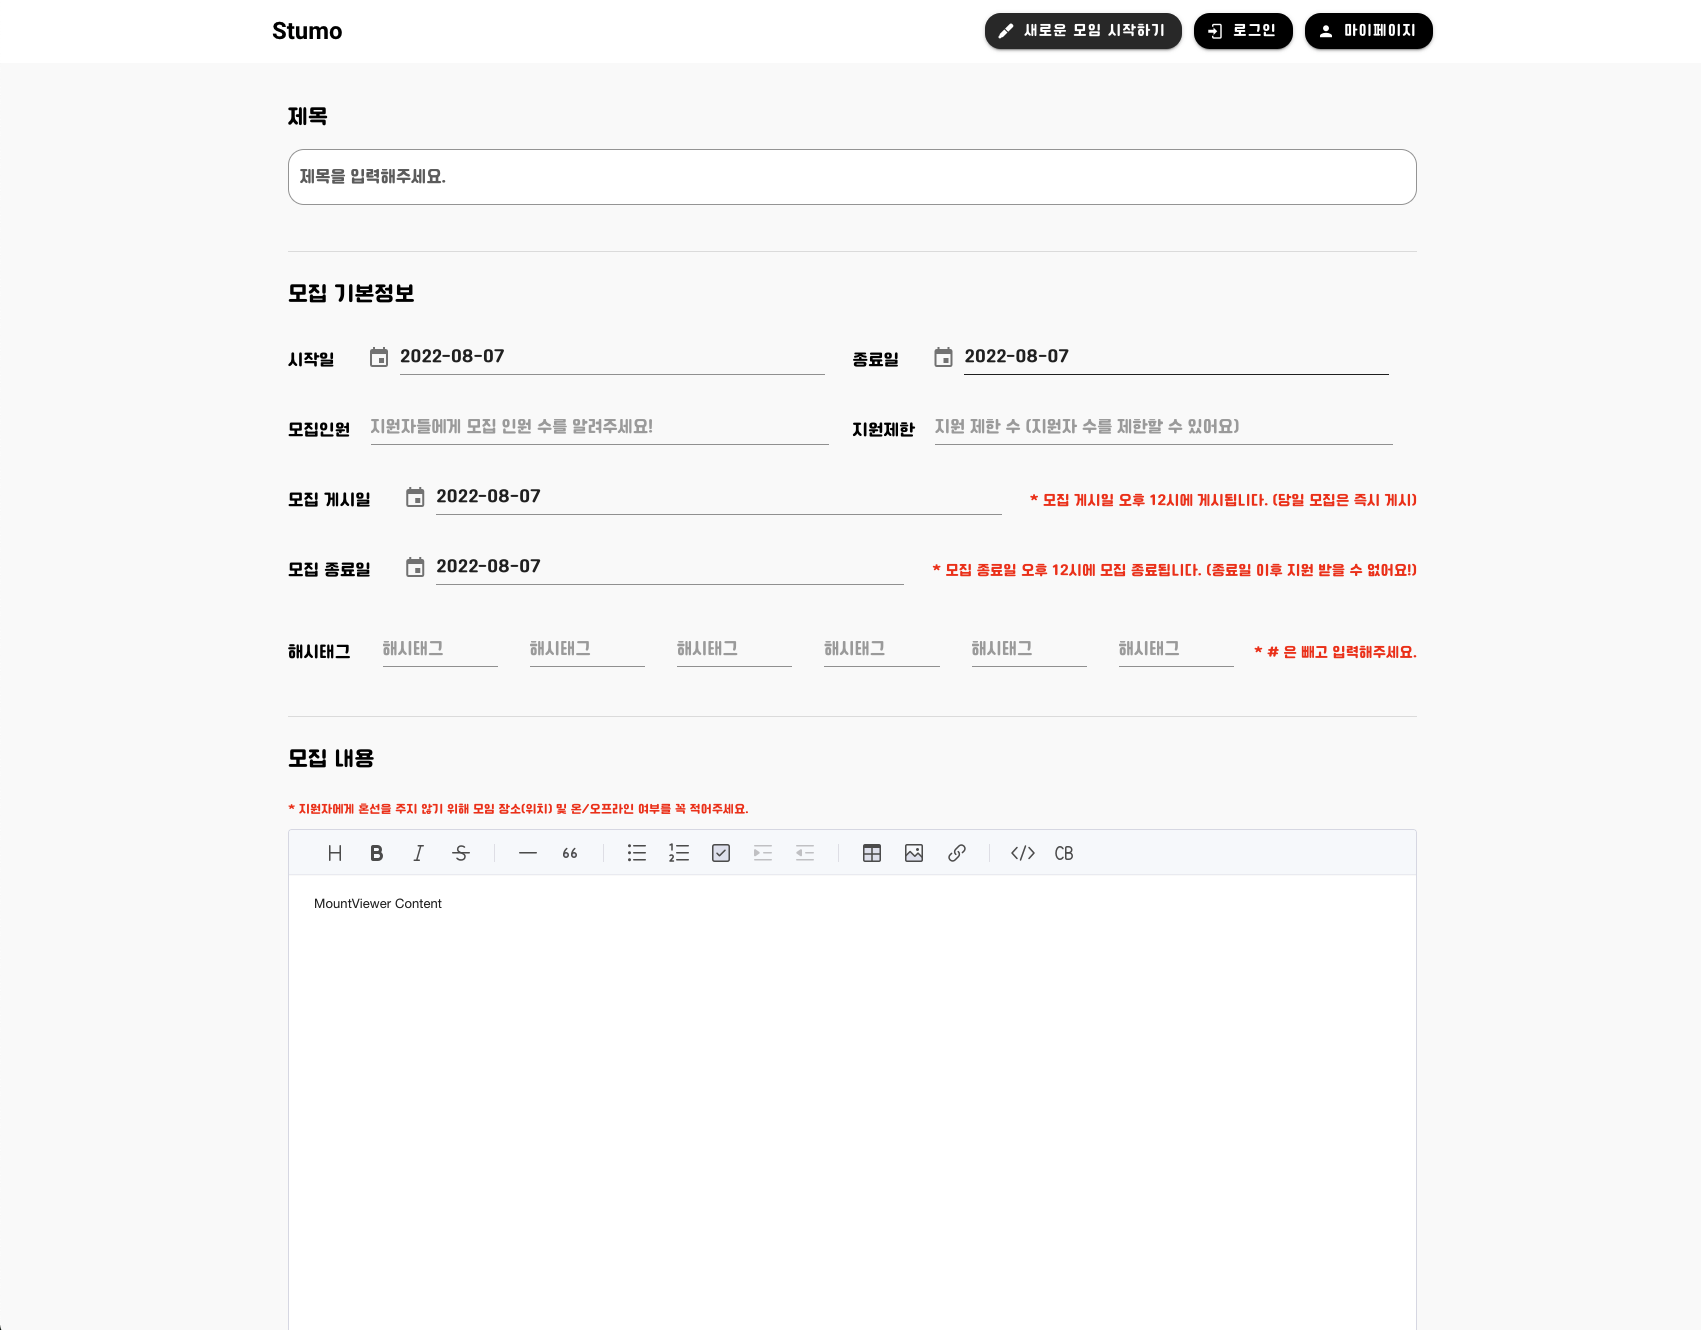 Stumo
새로운 모임 시작하기
로그인
마이페이지
제목
제목을 입력해주세요.
모집 기본정보
시작일
2022-08-07
종료일
2022-08-07
모집인원
지원자들에게 모집 인원 수를 알려주세요!
지원제한
지원 제한 수 (지원자 수를 제한할 수 있어요)
모집 게시일
2022-08-07
* 모집 게시일 오후 12시에 게시됩니다. (당일 모집은 즉시 게시)
모집 종료일
2022-08-07
* 모집 종료일 오후 12시에 모집 종료됩니다. (종료일 이후 지원 받을 수 없어요!)
해시태그
해시태그
해시태그
해시태그
해시태그
해시태그
해시태그
* # 은 빼고 입력해주세요.
모집 내용
* 지원자에게 혼선을 주지 않기 위해 모임 장소(위치) 및 온/오프라인 여부를 꼭 적어주세요.
H B I S 66 </> CB
MountViewer Content